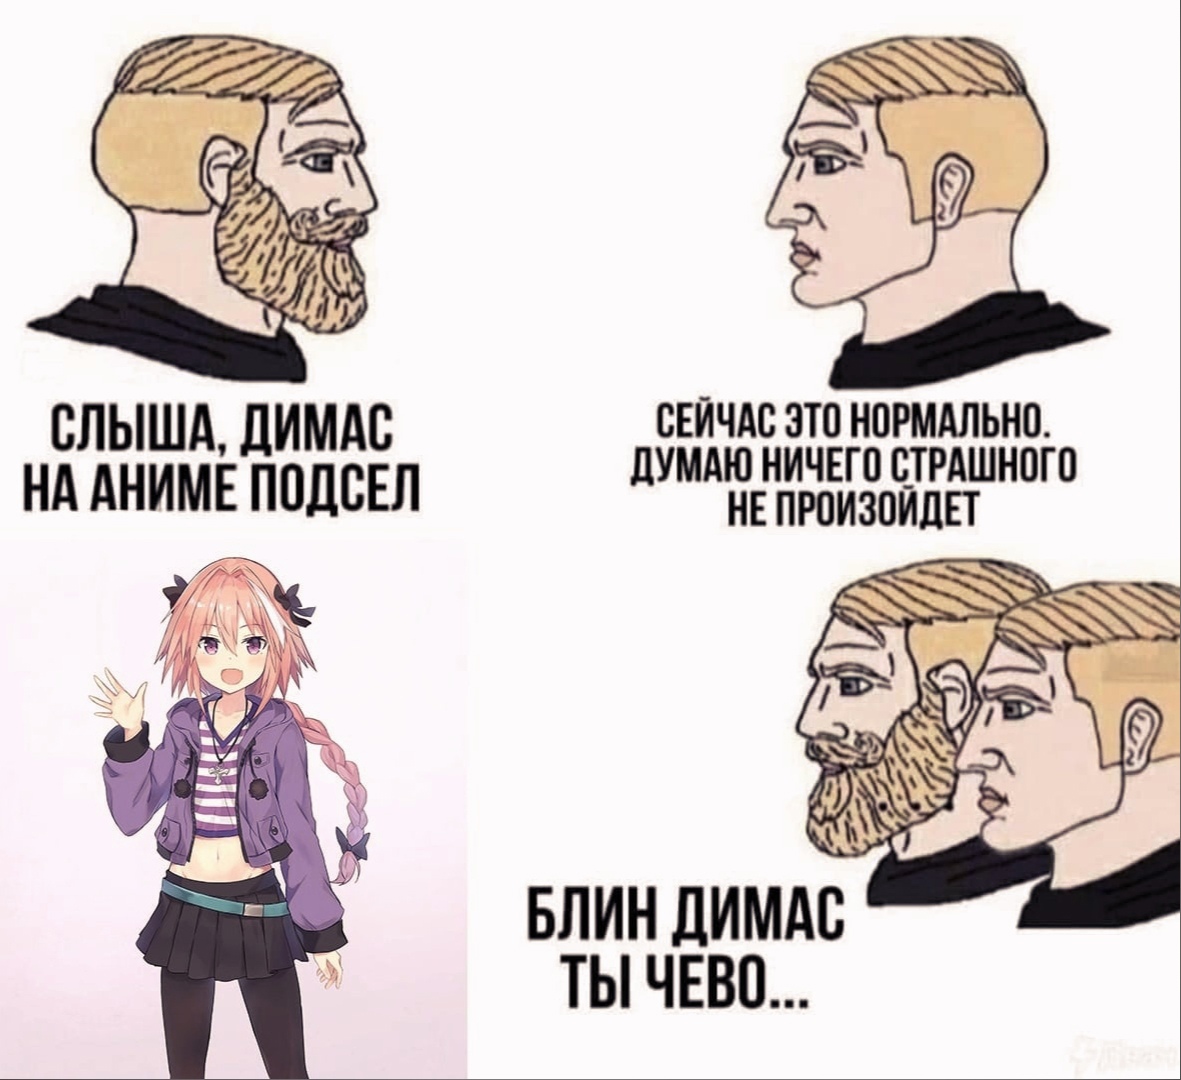 СЛЫША, ДИМАС
НА АНИМЕ ПОДСЕЛ
СЕЙЧАС ЭТО НОРМАЛЬНО.
ДУМАЮ НИЧЕГО СТРАШНОГО
НЕ ПРОИЗОЙДЕТ
БЛИН ДИМАС
ТЫ ЧЕВО...